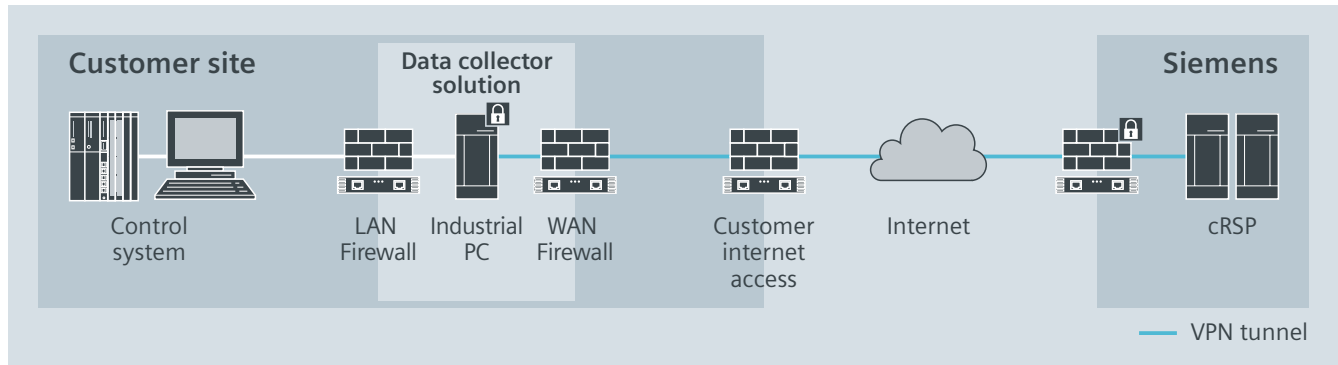 Customer site
Data collector
solution
Siemens
Control
system
LAN
Firewall
Industrial
PC
WAN
Firewall
Customer
internet
access
Internet
cRSP
VPN tunnel